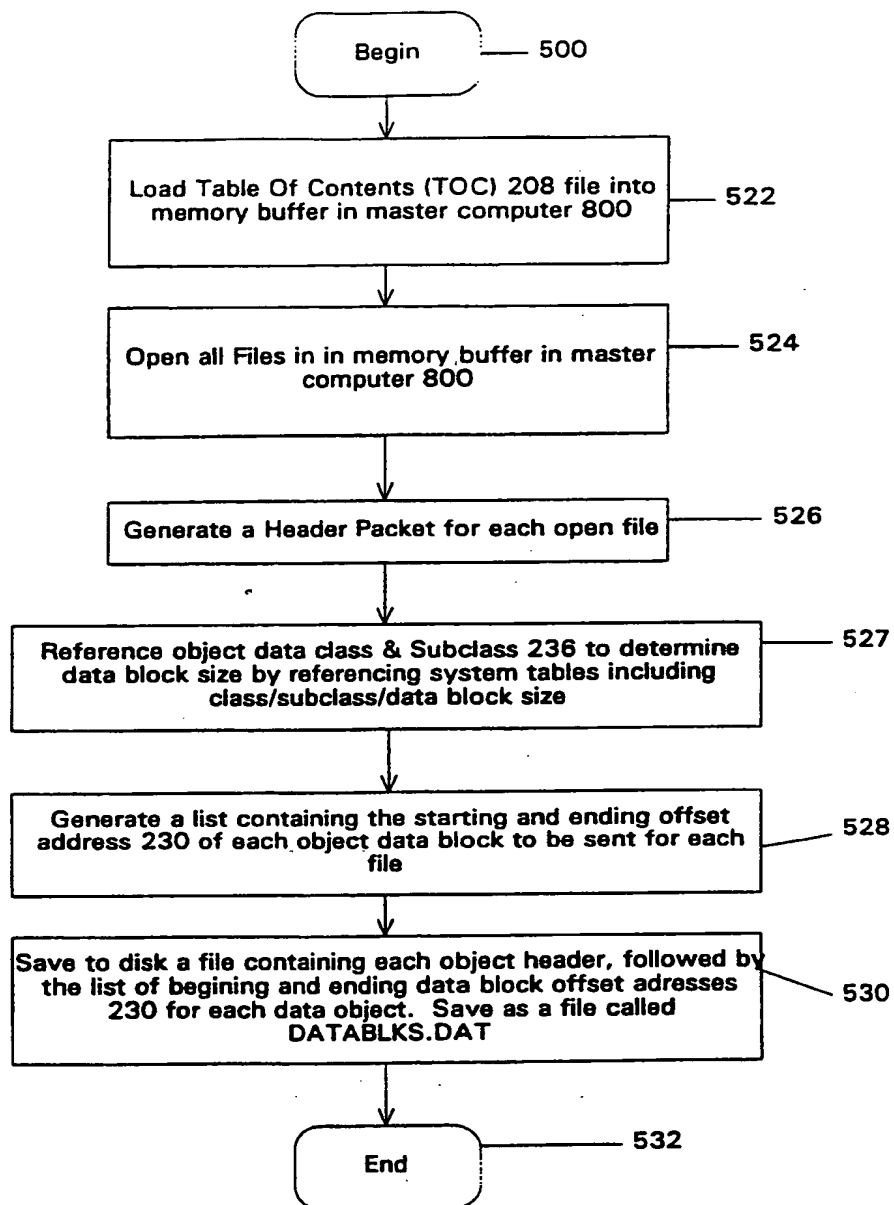 Begin
500
Load Table Of Contents (TOC) 208 file into
memory buffer in master computer 800
522
Open all Files in in memory buffer in master
computer 800
524
Generate a Header Packet for each open file
526
Reference object data class & Subclass 236 to determine
data block size by referencing system tables including
class/subclass/data block size
527
Generate a list containing the starting and ending offset
address 230 of each object data block to be sent for each
file
528
Save to disk a file containing each object header, followed by
the list of begining and ending data block offset adresses
230 for each data object. Save as a file called
DATABLKS.DAT
530
End
532